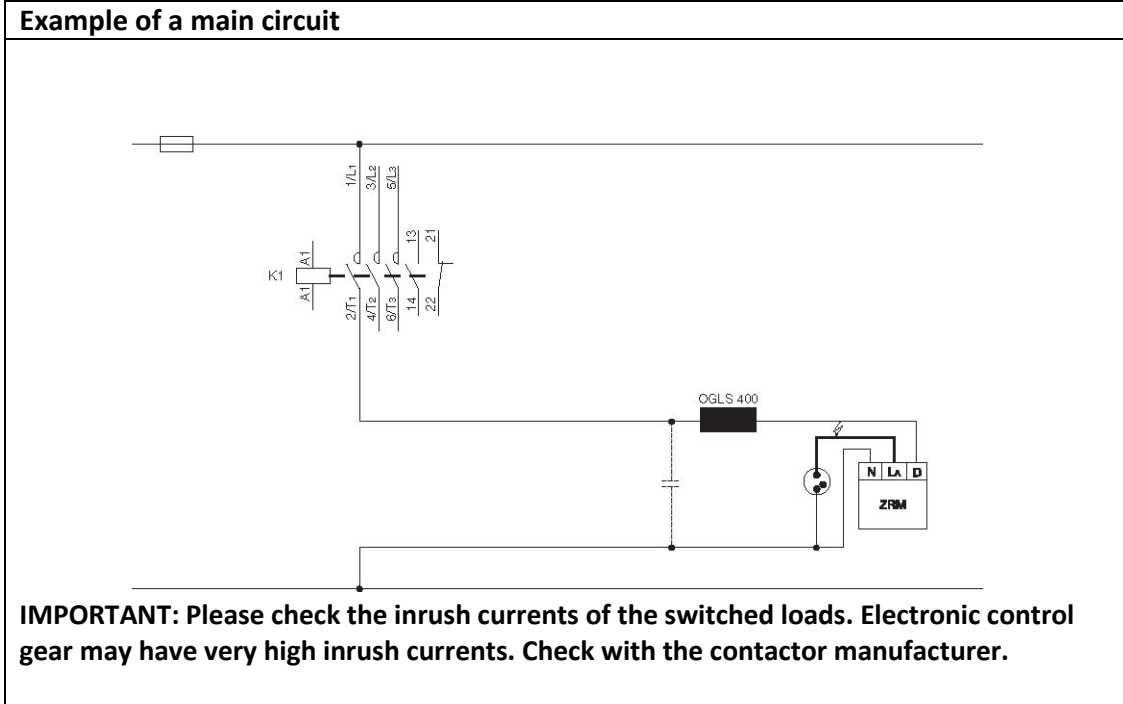 Example of a main circuit
1/L1
3/L2
5/L3
13
21
A1
K1
A1
2/T1
4/T2
6/T3
14
22
OGLS 400
N LA D
ZRM
IMPORTANT: Please check the inrush currents of the switched loads. Electronic control
gear may have very high inrush currents. Check with the contactor manufacturer.